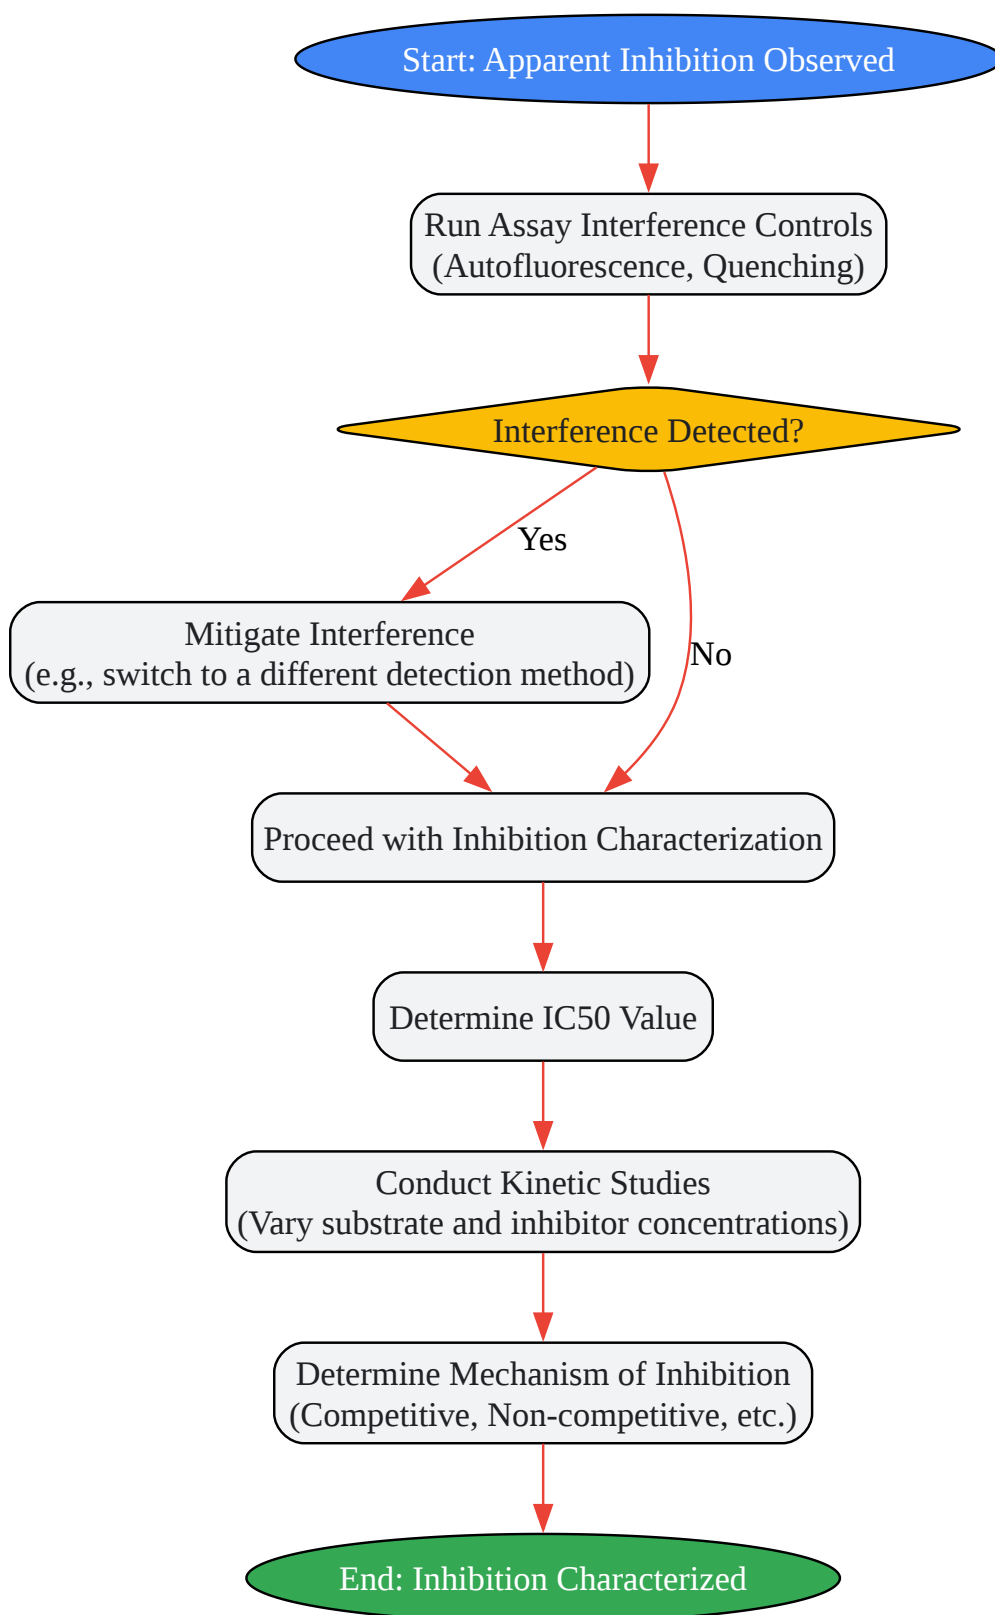 Start: Apparent Inhibition Observed
Run Assay Interference Controls
(Autofluorescence, Quenching)
Interference Detected?
Yes
Mitigate Interference
(e.g., switch to a different detection method)
No
Proceed with Inhibition Characterization
Determine IC50 Value
Conduct Kinetic Studies
(Vary substrate and inhibitor concentrations)
Determine Mechanism of Inhibition
(Competitive, Non-competitive, etc.)
End: Inhibition Characterized